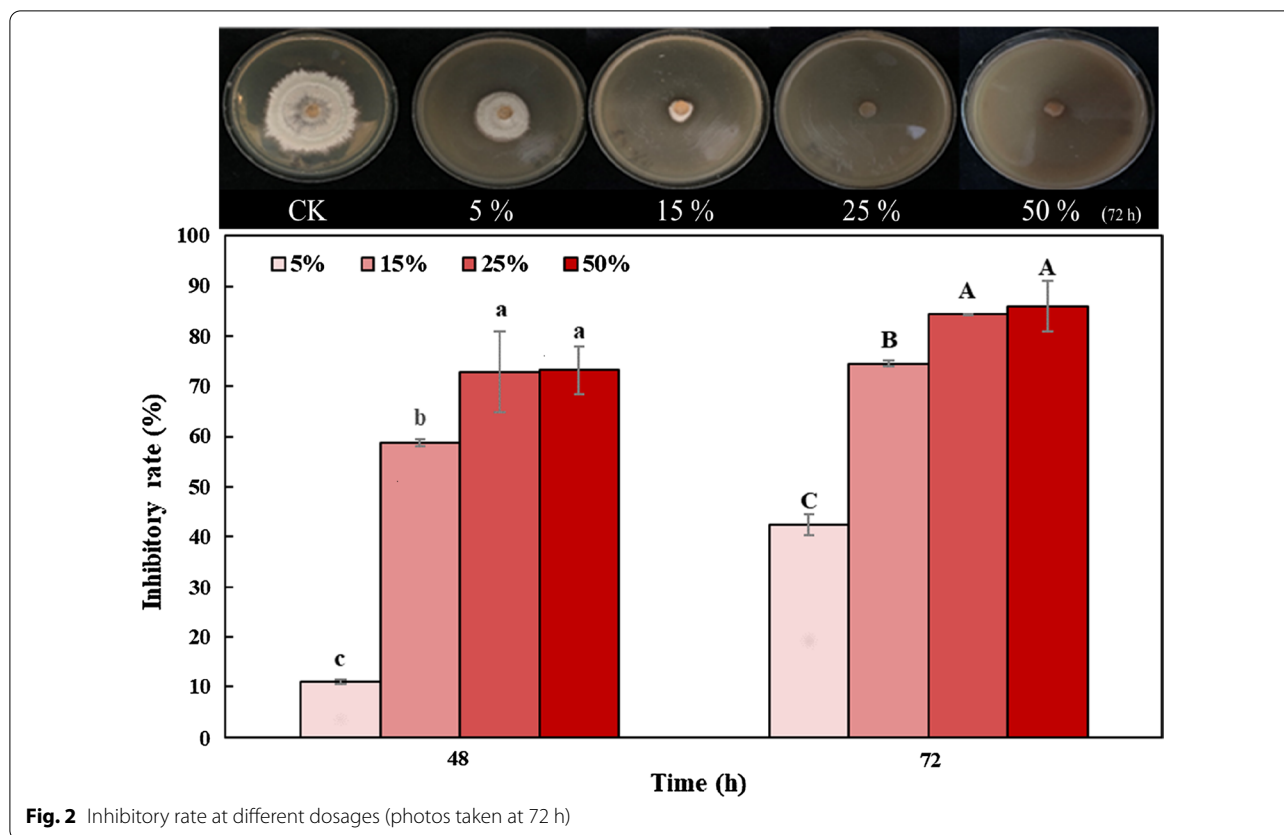 CK 5 % 15 % 25 % 50 % (72 h)
100
90
80
70
60
50
40
30
20
10
0
Inhibitory rate (%)
5% 15% 25% 50%
c b a a C B A A
48 72
Time (h)
Fig. 2 Inhibitory rate at different dosages (photos taken at 72 h)